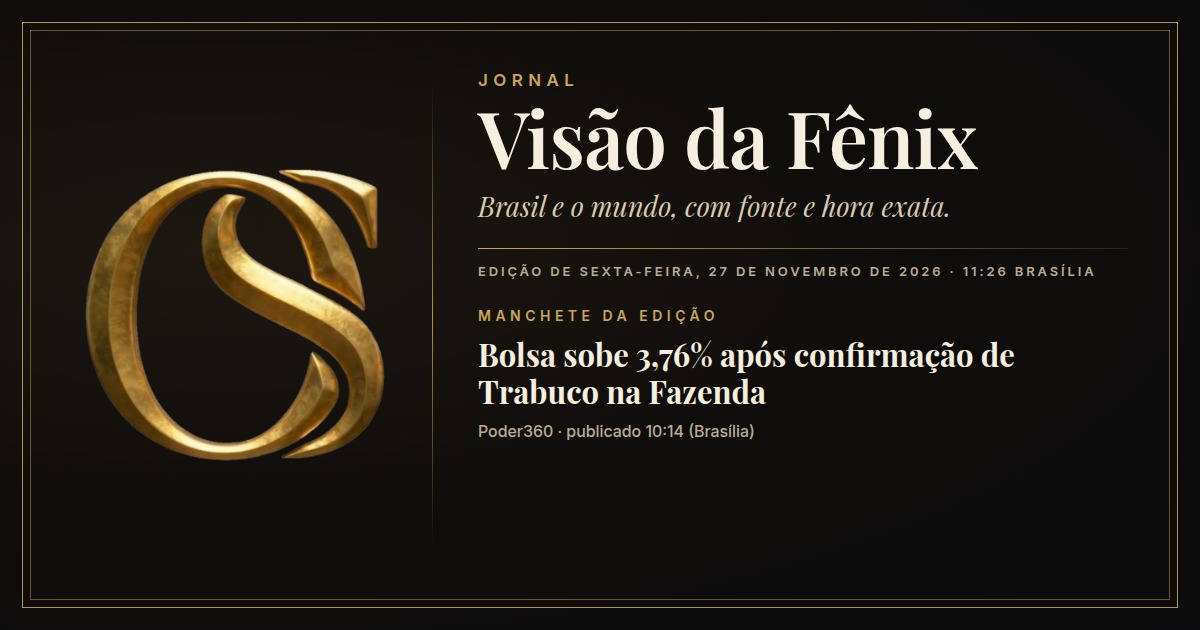 JORNAL
Visão da Fênix
Brasil e o mundo, com fonte e hora exata.
EDIÇÃO DE SEXTA-FEIRA, 27 DE NOVEMBRO DE 2026 · 11:26 BRASÍLIA
MANCHETE DA EDIÇÃO
Bolsa sobe 3,76% após confirmação de
Trabuco na Fazenda
Poder360 · publicado 10:14 (Brasília)
OS